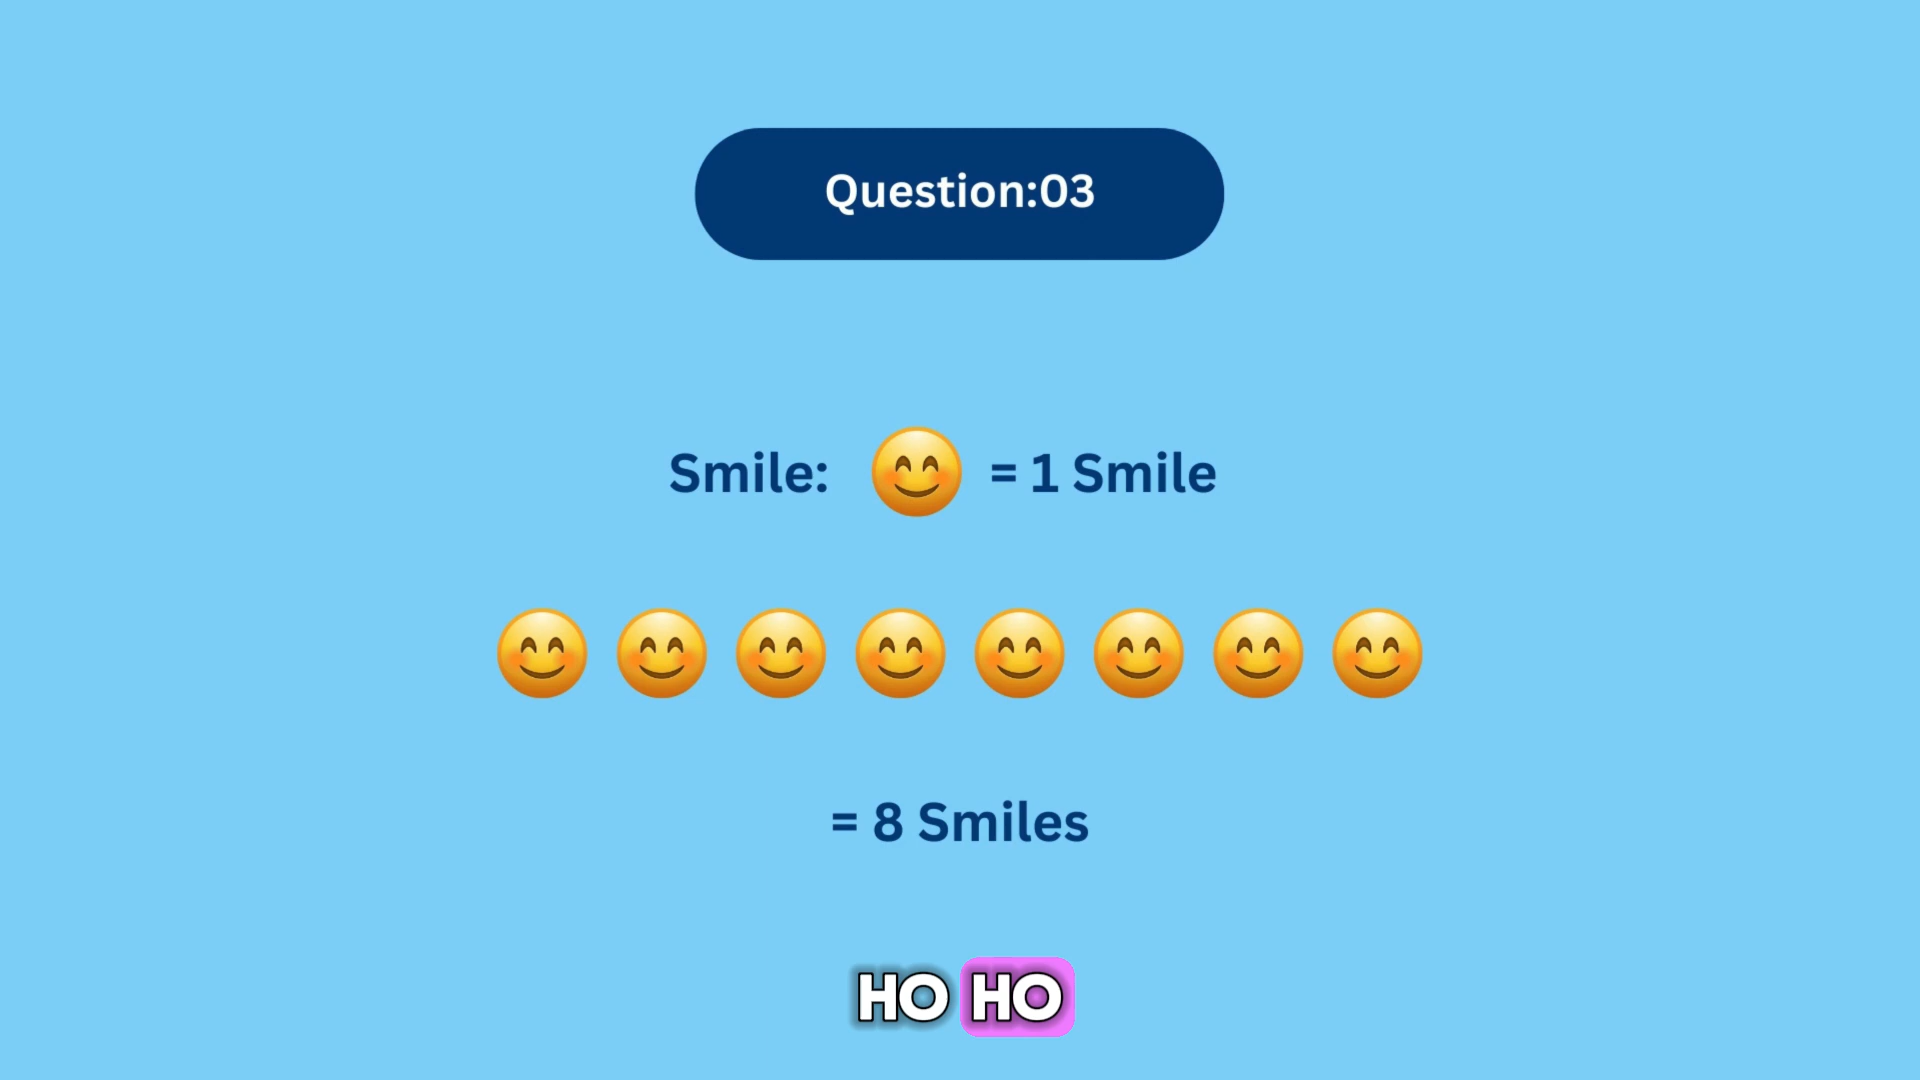 Question:03
Smile: 😊 = 1 Smile
😊 😊 😊 😊 😊 😊 😊 😊
= 8 Smiles
HO HO